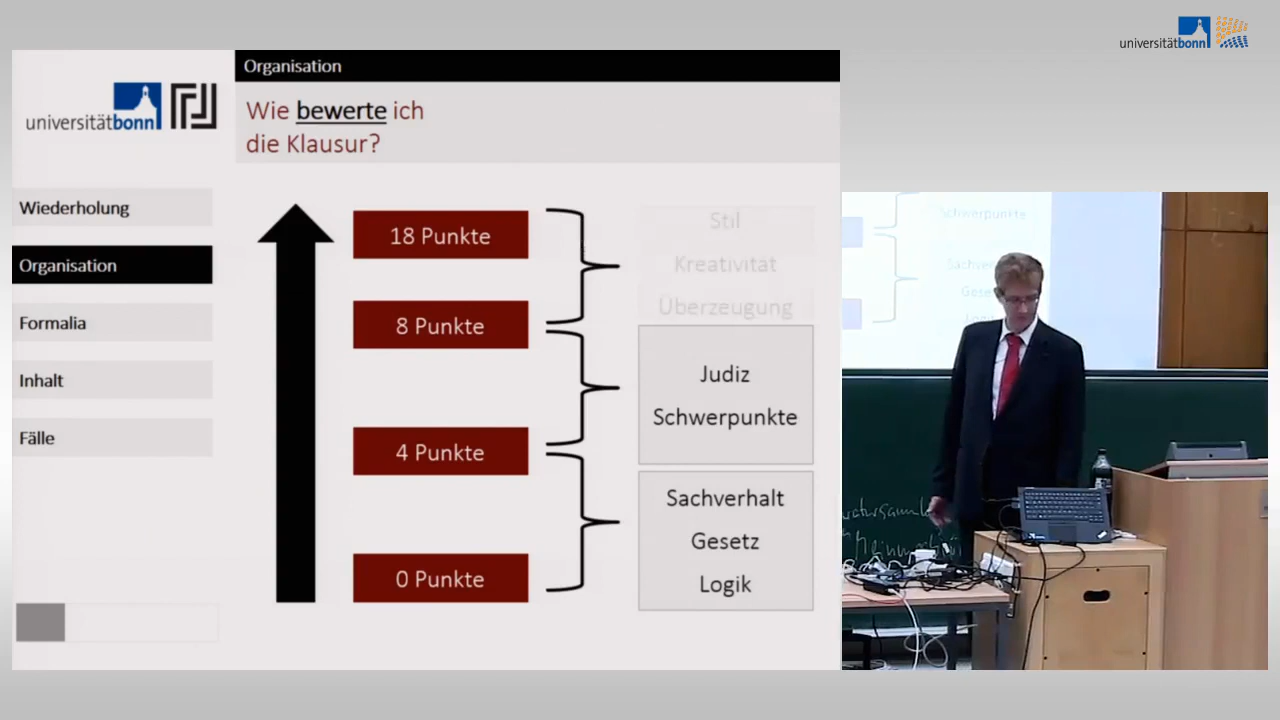 universitätbonn
Organisation
universitätbonn
Wie bewerte ich
die Klausur?
Wiederholung
Organisation
Formalia
Inhalt
Fälle
18 Punkte
8 Punkte
4 Punkte
0 Punkte
Stil
Kreativität
Überzeugung
Judiz
Schwerpunkte
Sachverhalt
Gesetz
Logik
Schwerpunkte